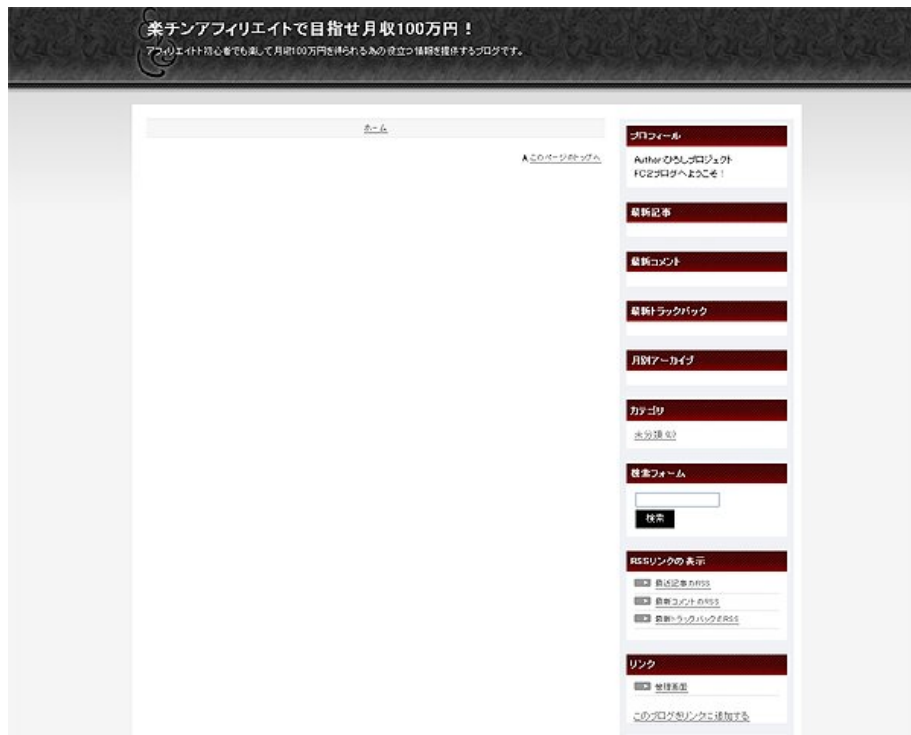 楽チンアフィリエイトで目指せ月収100万円！
アフィリエイト初心者でも楽して月収100万円を得られる為の役立つ情報を提供するブログです。
ホーム
▲このページのトップへ
プロフィール
Author:ひろしプロジェクト
FC2ブログへようこそ！
最新記事
最新コメント
最新トラックバック
月別アーカイブ
カテゴリ
未分類
検索フォーム
検索
RSSリンクの表示
最近記事のRSS
最新コメントのRSS
最新トラックバックのRSS
リンク
管理画面
このブログをリンクに追加する